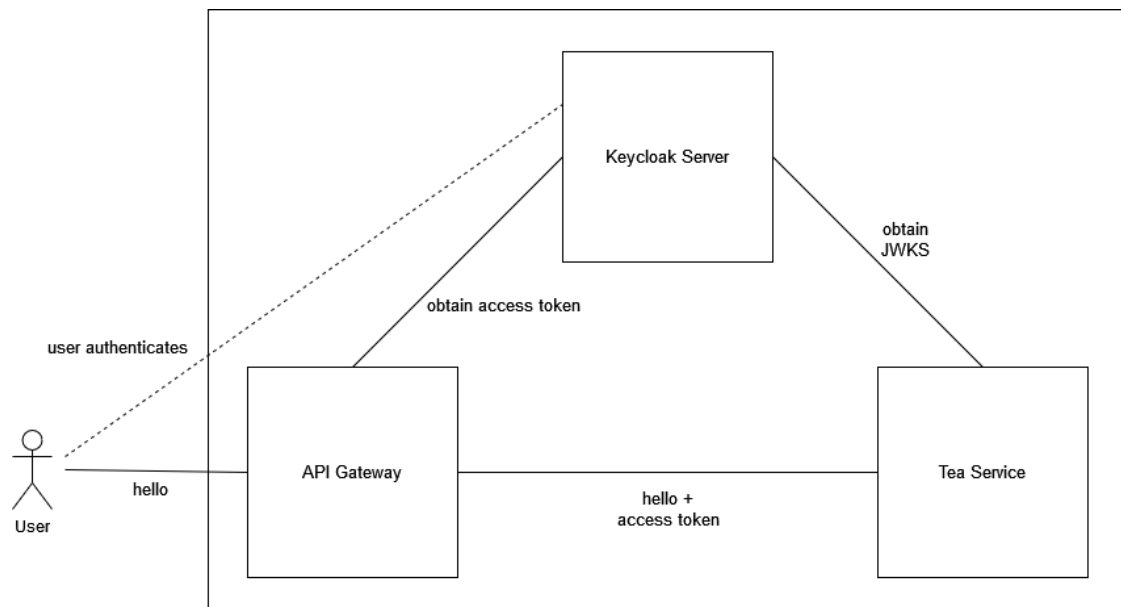 Keycloak Server
obtain
JWKS
obtain access token
user authenticates
API Gateway
Tea Service
hello
hello +
access token
User